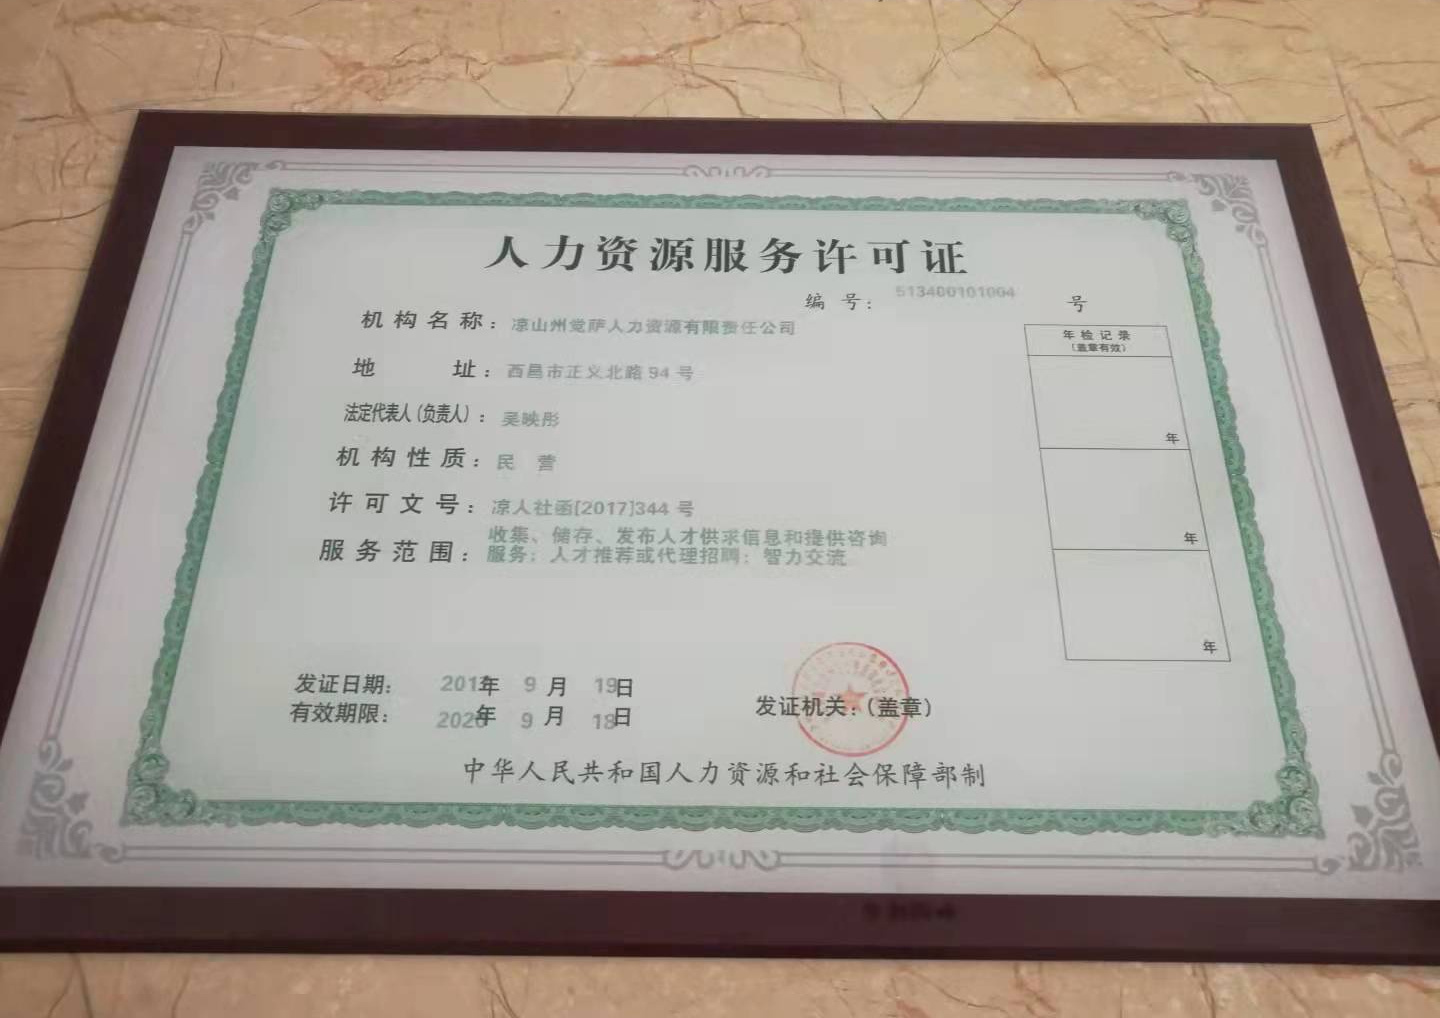 人力资源服务许可证
编 号: 513400101004 号
机构名称: 凉山州觉萨人力资源有限责任公司
地 址: 西昌市正义北路 94 号
法定代表人(负责人): 吴映彤
机构性质: 民 营
许可文号: 凉人社函[2017]344 号
服务范围: 收集、储存、发布人才供求信息和提供咨询
服务; 人才推荐或代理招聘; 智力交流
年检记录
(盖章有效)
年
年
年
发证日期: 年 9 月 19日
有效期限: 年 9 月 18日
发证机关:(盖章)
中华人民共和国人力资源和社会保障部制